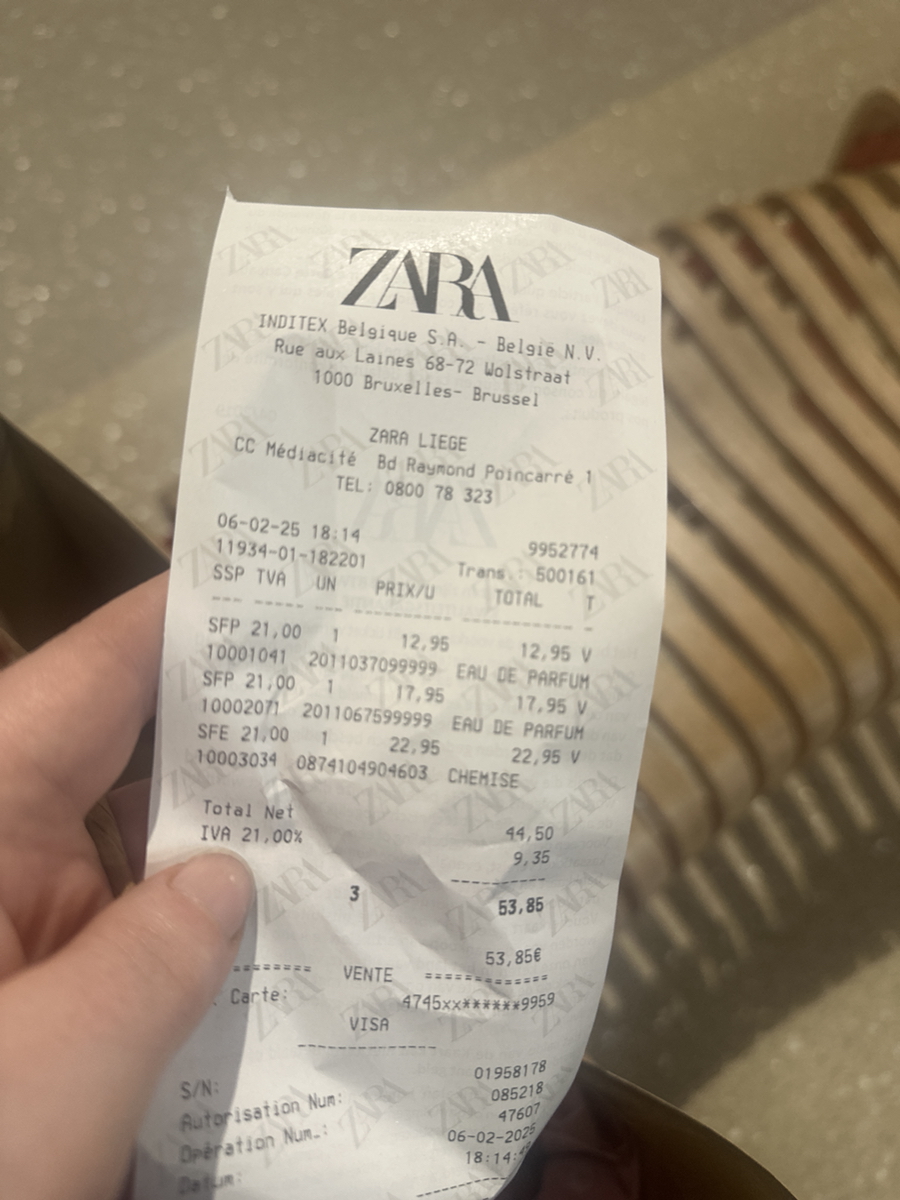 ZARA
INDITEX Belgique S.A. - België N.V.
Rue aux Laines 68-72 Wolstraat
1000 Bruxelles- Brussel
ZARA LIEGE
CC Médiacité Bd Raymond Poincarré 1
TEL: 0800 78 323
06-02-25 18:14 9952774
11934-01-182201 Trans.: 500161
SSP TVA UN PRIX/U TOTAL T
SFP 21,00 1 12,95 12,95 V
10001041 2011037099999 EAU DE PARFUM
SFP 21,00 1 17,95 17,95 V
10002071 2011067599999 EAU DE PARFUM
SFE 21,00 1 22,95 22,95 V
10003034 0874104904603 CHEMISE
Total Net 44,50
IVA 21,00% 9,35
3 53,85
53,85€
======== VENTE =============
Carte: 4745xx******9959
VISA
S/N: 01958178
Autorisation Num: 085218
Opération Num.: 47607
Datum: 06-02-2025
18:14: